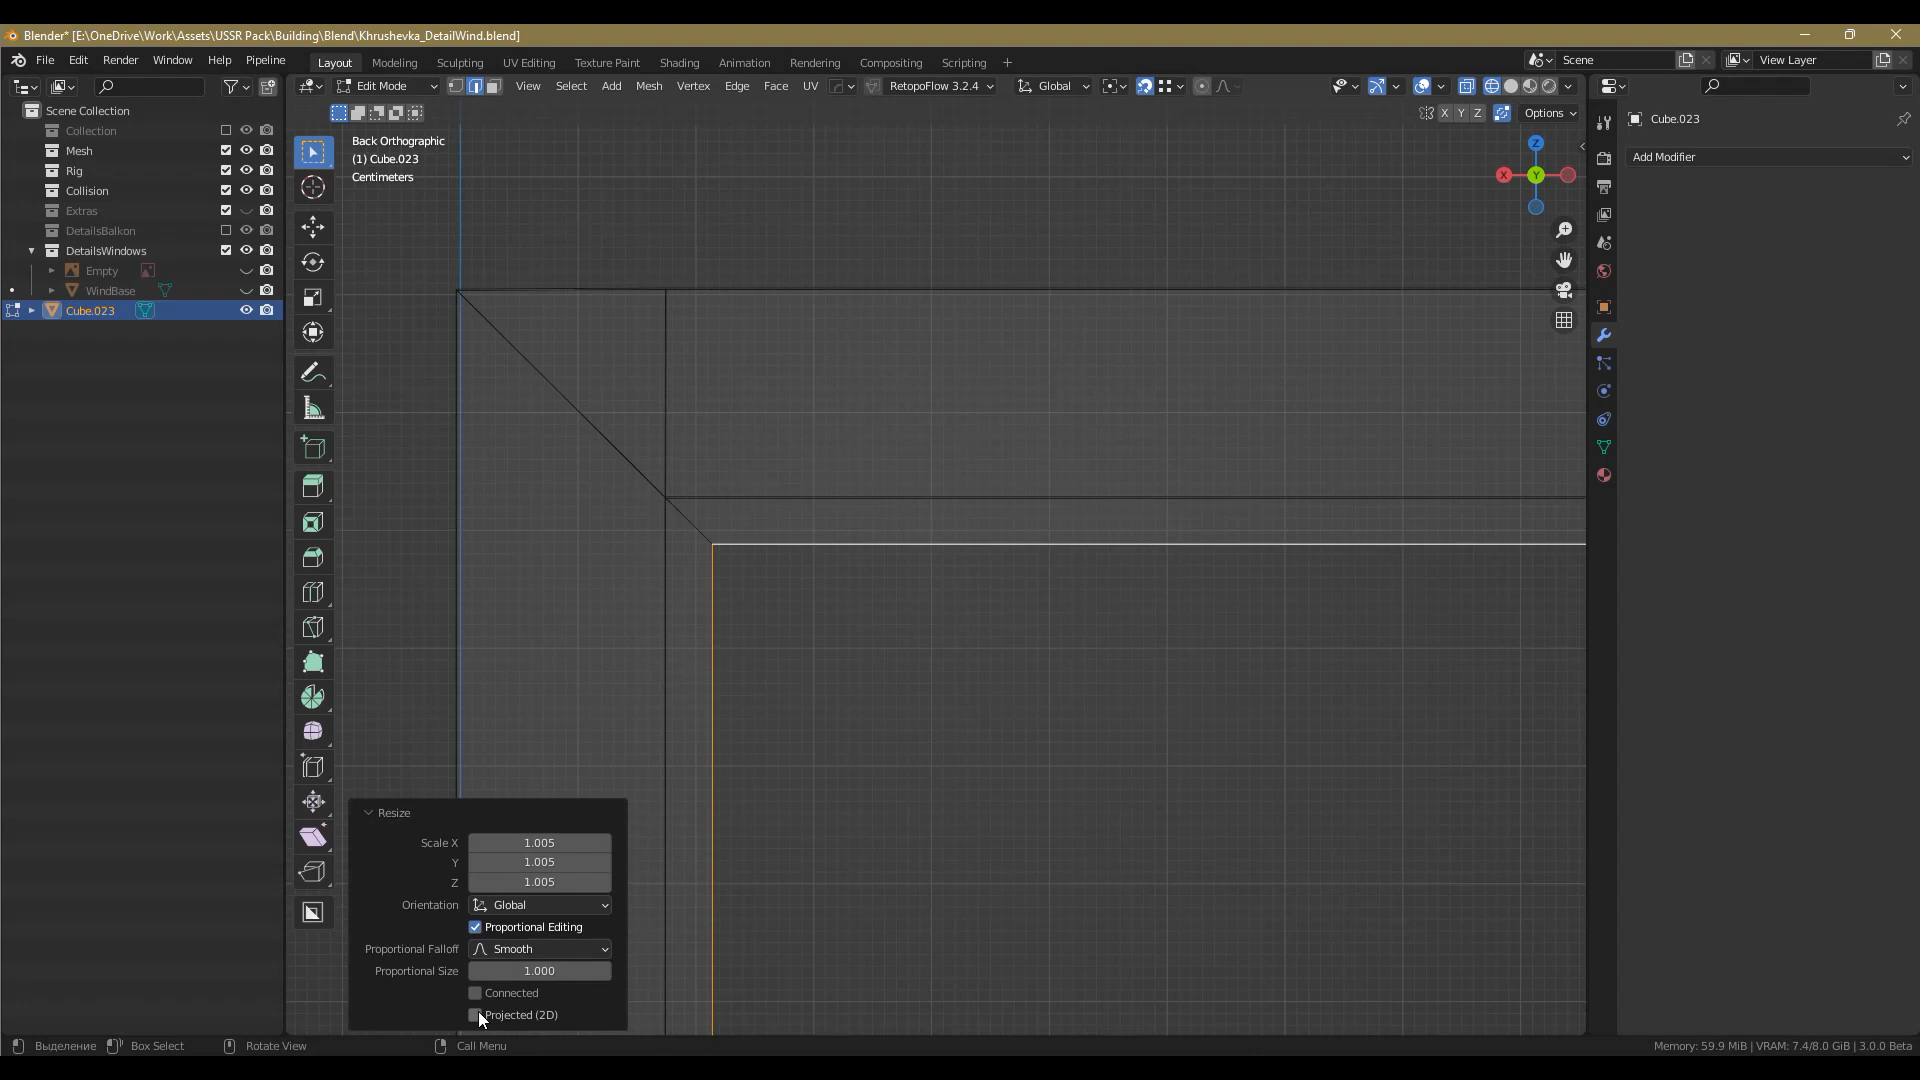 Blender* [E:\OneDrive\Work\Assets\USSR Pack\Building\Blend\Khrushevka_DetailWind.blend]
File Edit Render Window Help Pipeline
Layout Modeling Sculpting UV Editing Texture Paint Shading Animation Rendering Compositing Scripting +
Scene
View Layer
Edit Mode View Select Add Mesh Vertex Edge Face UV RetopoFlow 3.2.4 Global
X Y Z Options
Scene Collection
Collection
Mesh
Rig
Collision
Extras
DetailsBalkon
DetailsWindows
Empty
WindBase
Cube.023
Back Orthographic
(1) Cube.023
Centimeters
Z
X Y
Cube.023
Add Modifier
Resize
Scale X 1.005
Y 1.005
Z 1.005
Orientation Global
Proportional Editing
Proportional Falloff Smooth
Proportional Size 1.000
Connected
Projected (2D)
Выделение Box Select Rotate View Call Menu
Memory: 59.9 MiB | VRAM: 7.4/8.0 GiB | 3.0.0 Beta